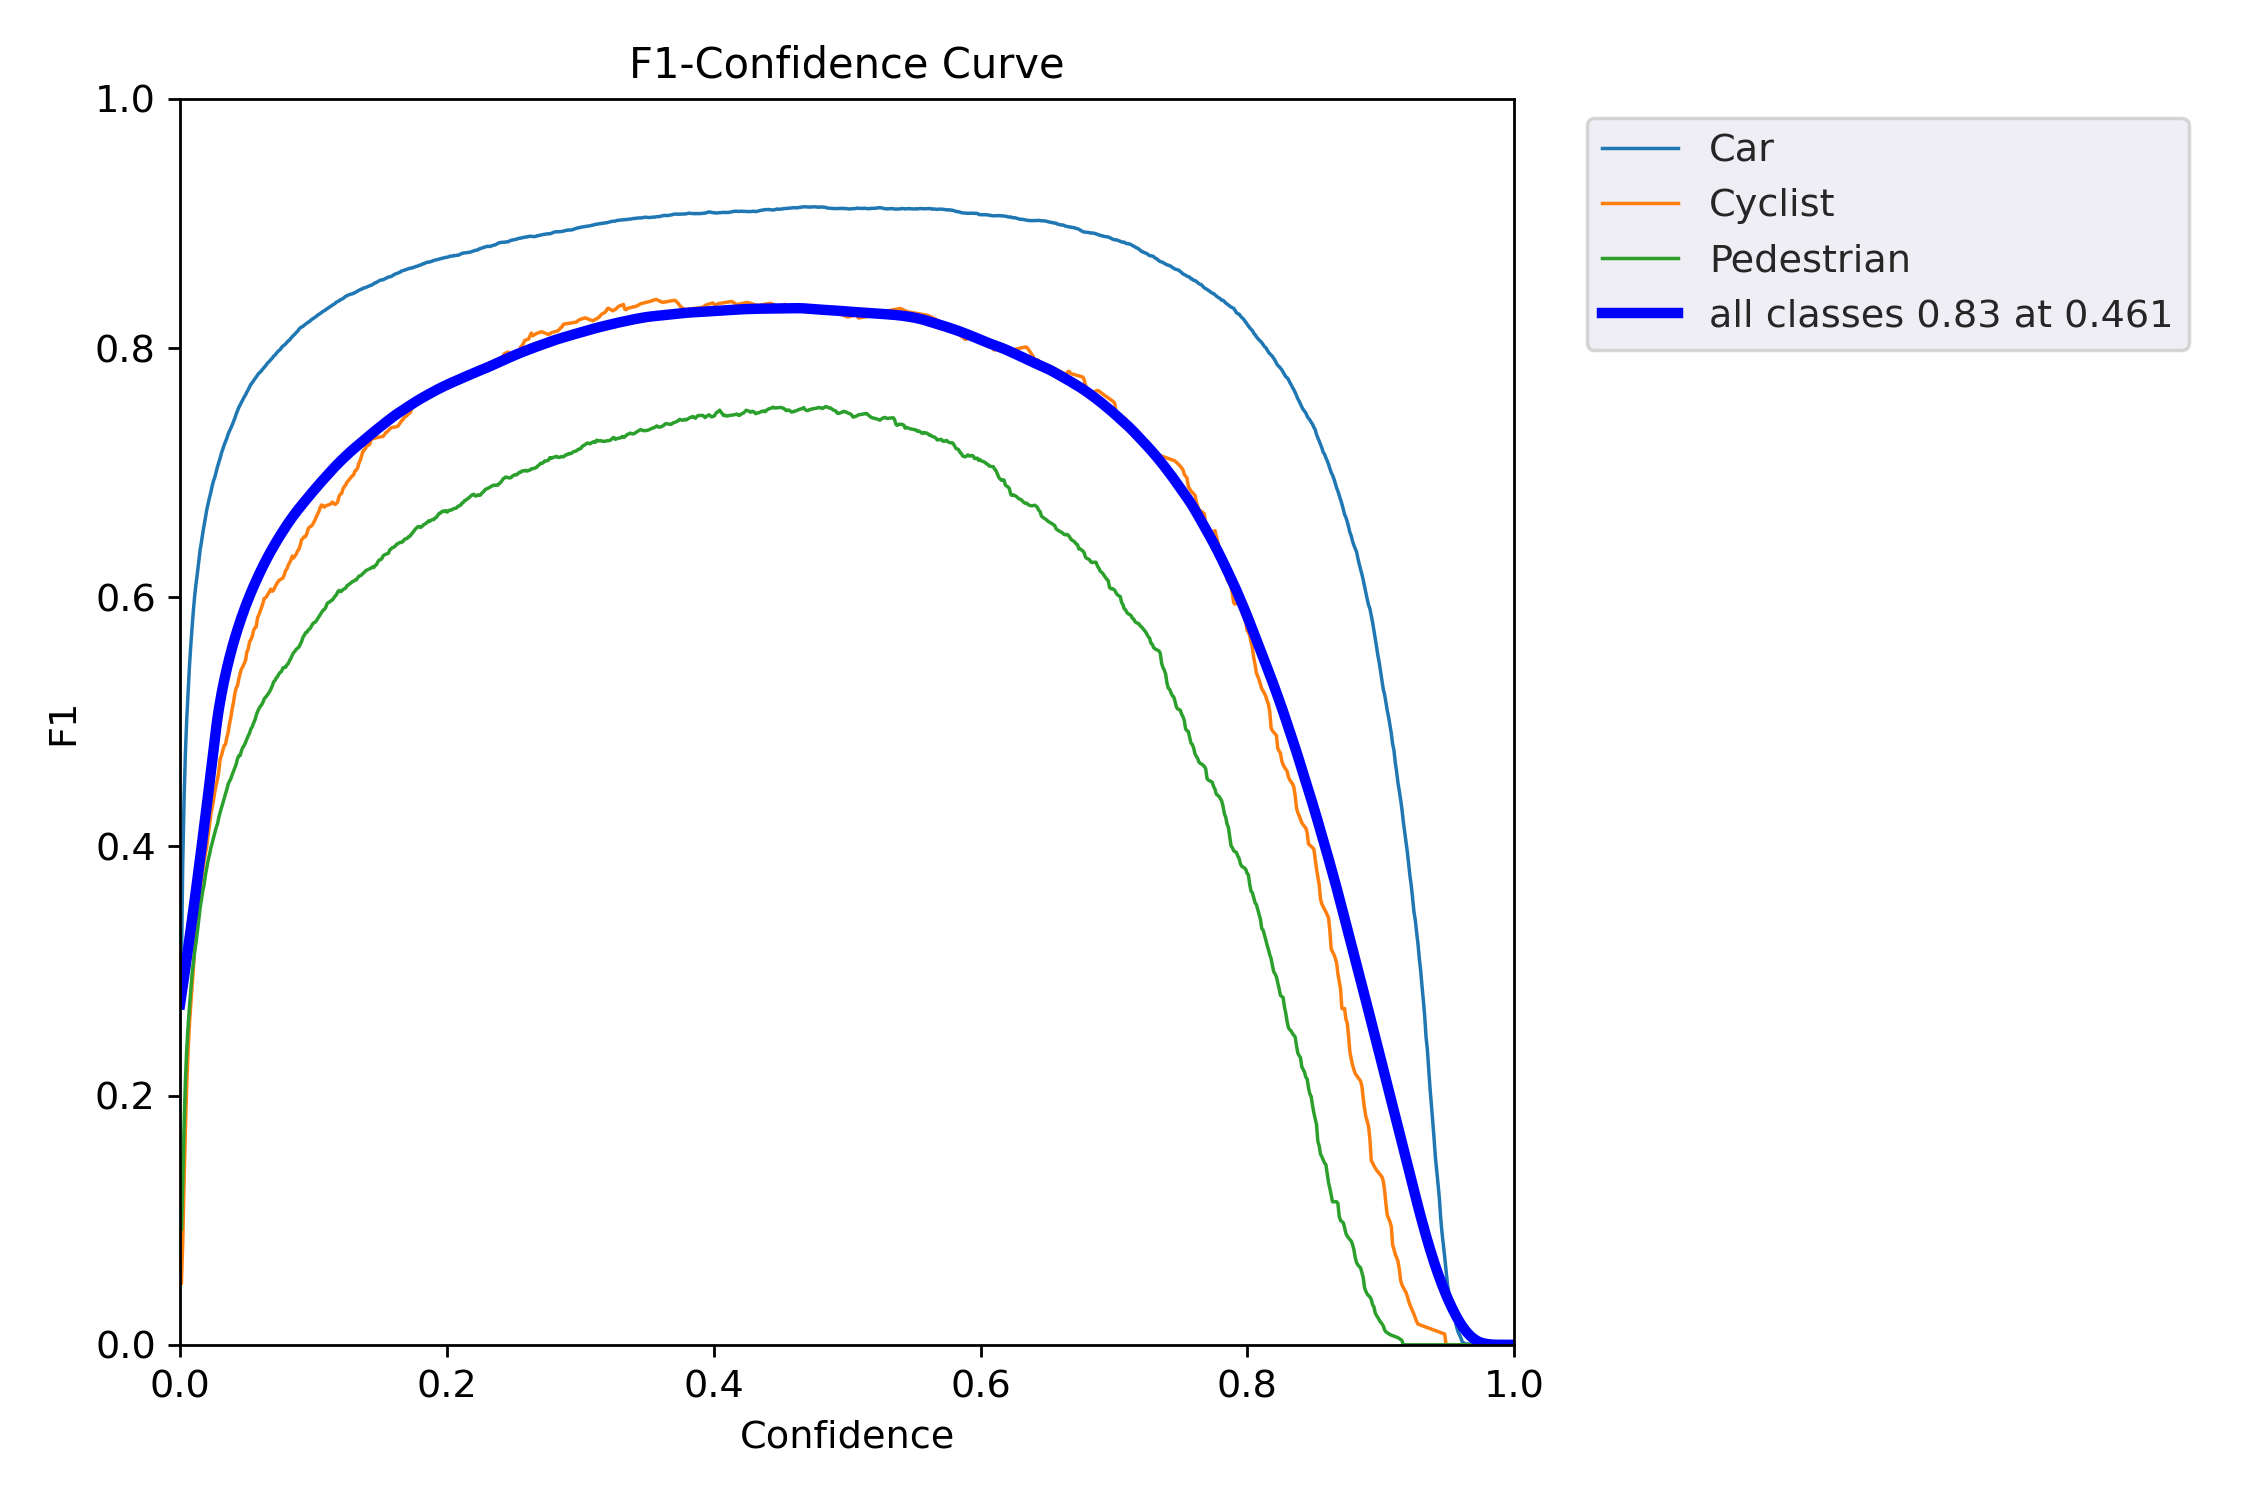 F1-Confidence Curve
1.0
0.8
0.6
0.4
0.2
0.0
F1
0.0 0.2 0.4 0.6 0.8 1.0
Confidence
Car
Cyclist
Pedestrian
all classes 0.83 at 0.461